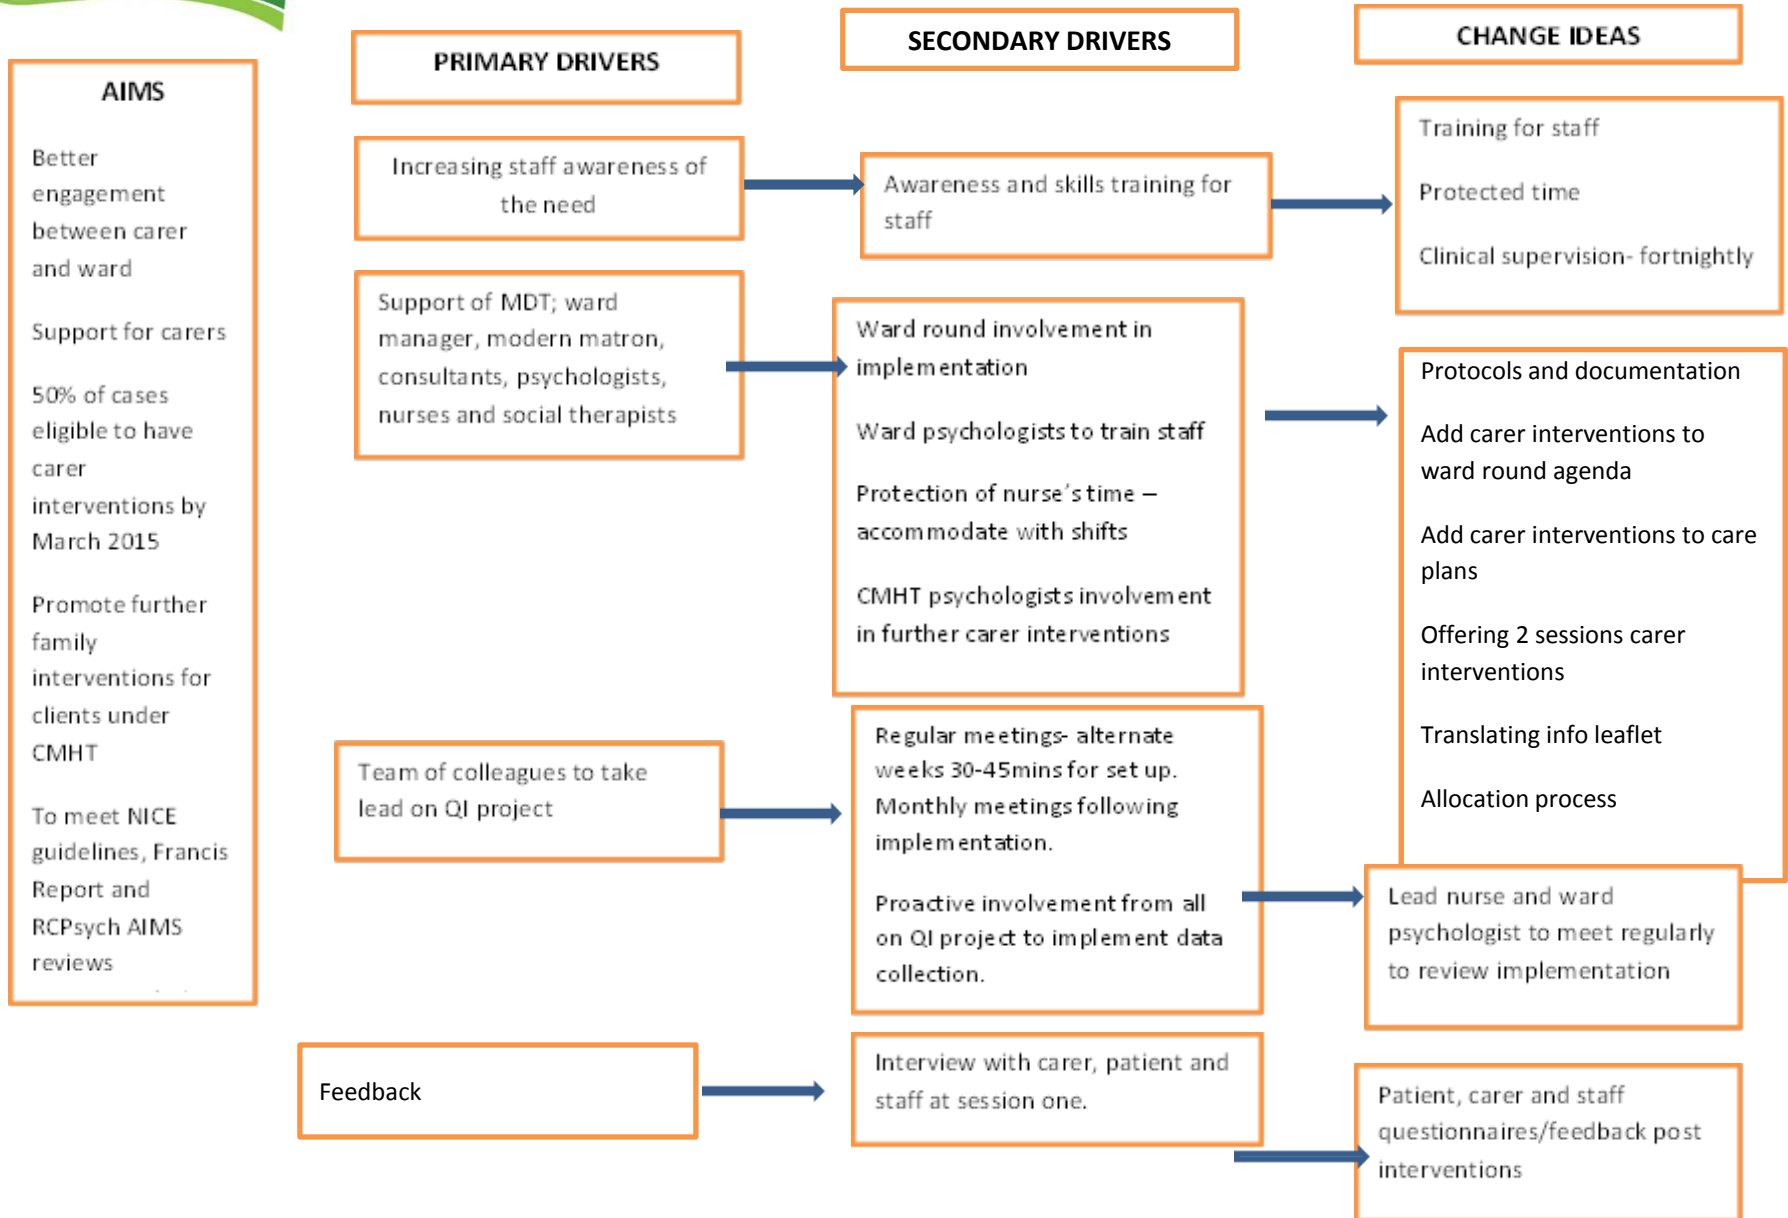 AIMS
Better
engagement
between carer
and ward
Support for carers
50% of cases
eligible to have
carer
interventions by
March 2015
Promote further
family
interventions for
clients under
CMHT
To meet NICE
guidelines, Francis
Report and
RCPsych AIMS
reviews
PRIMARY DRIVERS
Increasing staff awareness of
the need
Support of MDT; ward
manager, modern matron,
consultants, psychologists,
nurses and social therapists
Team of colleagues to take
lead on QI project
Feedback
SECONDARY DRIVERS
Awareness and skills training for
staff
Ward round involvement in
implementation
Ward psychologists to train staff
Protection of nurse's time –
accommodate with shifts
CMHT psychologists involvement
in further carer interventions
Regular meetings- alternate
weeks 30-45mins for set up.
Monthly meetings following
implementation.
Proactive involvement from all
on QI project to implement data
collection.
Interview with carer, patient and
staff at session one.
CHANGE IDEAS
Training for staff
Protected time
Clinical supervision- fortnightly
Protocols and documentation
Add carer interventions to
ward round agenda
Add carer interventions to care
plans
Offering 2 sessions carer
interventions
Translating info leaflet
Allocation process
Lead nurse and ward
psychologist to meet regularly
to review implementation
Patient, carer and staff
questionnaires/feedback post
interventions